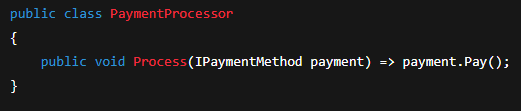 public class PaymentProcessor
{
    public void Process(IPaymentMethod payment) => payment.Pay();
}